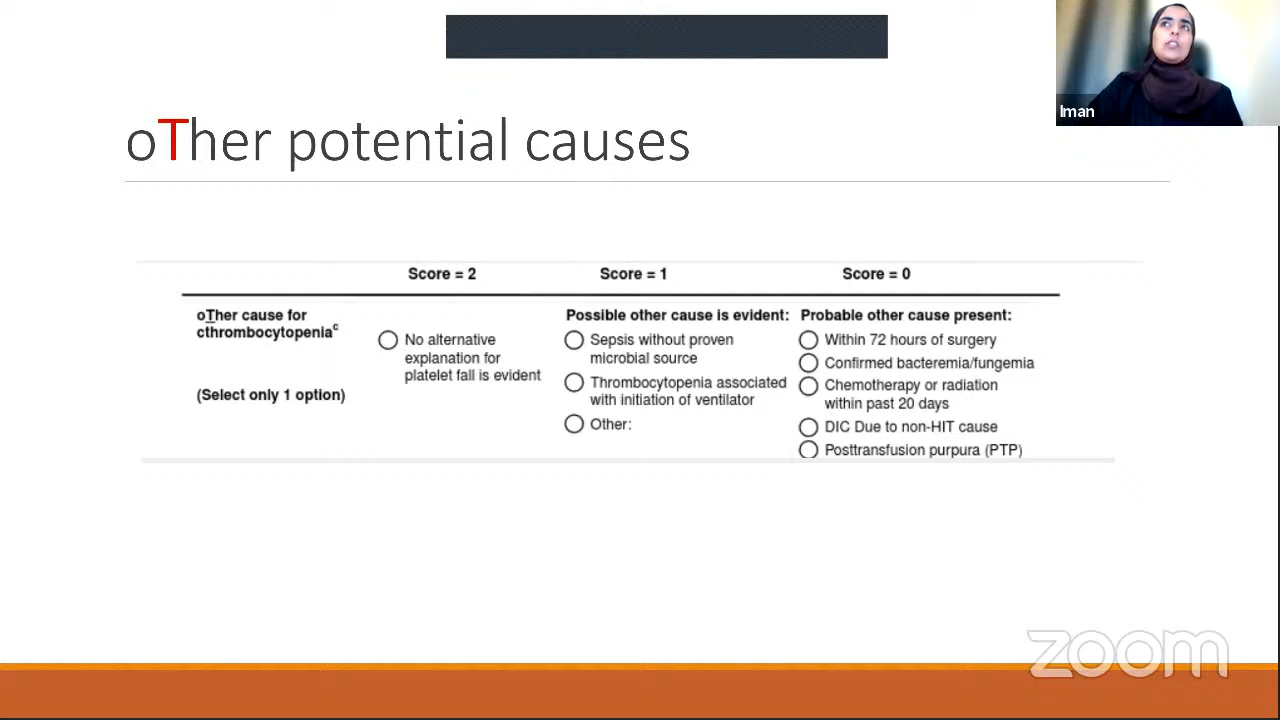 Iman
oTher potential causes
Score = 2
Score = 1
Score = 0
oTher cause for
cthrombocytopeniac
(Select only 1 option)
No alternative
explanation for
platelet fall is evident
Possible other cause is evident:
Sepsis without proven
microbial source
Thrombocytopenia associated
with initiation of ventilator
Other:
Probable other cause present:
Within 72 hours of surgery
Confirmed bacteremia/fungemia
Chemotherapy or radiation
within past 20 days
DIC Due to non-HIT cause
Posttransfusion purpura (PTP)
zoom